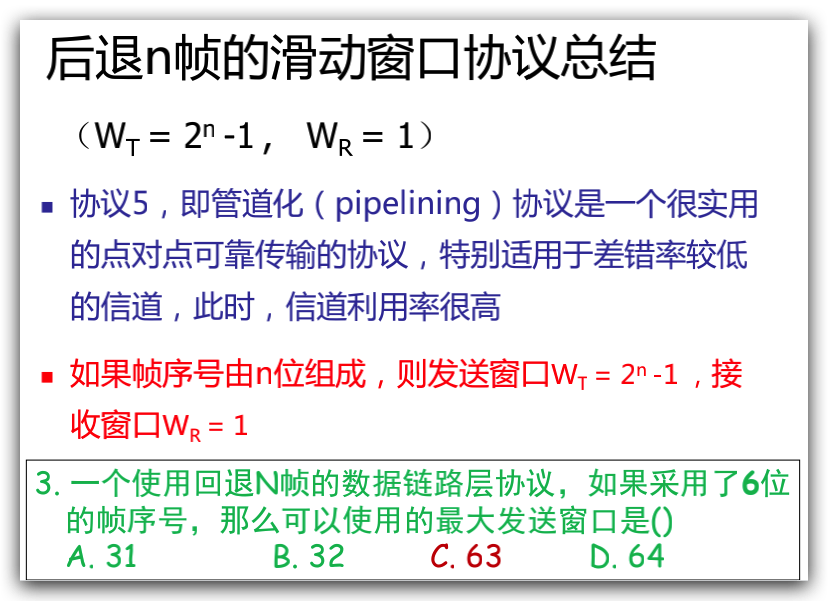 后退n帧的滑动窗口协议总结
（W_T = 2^n -1 ， W_R = 1）
■ 协议5，即管道化（pipelining）协议是一个很实用
的点对点可靠传输的协议，特别适用于差错率较低
的信道，此时，信道利用率很高
■ 如果帧序号由n位组成，则发送窗口W_T = 2^n -1 ，接
收窗口W_R = 1
3. 一个使用回退N帧的数据链路层协议，如果采用了6位
的帧序号，那么可以使用的最大发送窗口是()
A. 31 B. 32 C. 63 D. 64